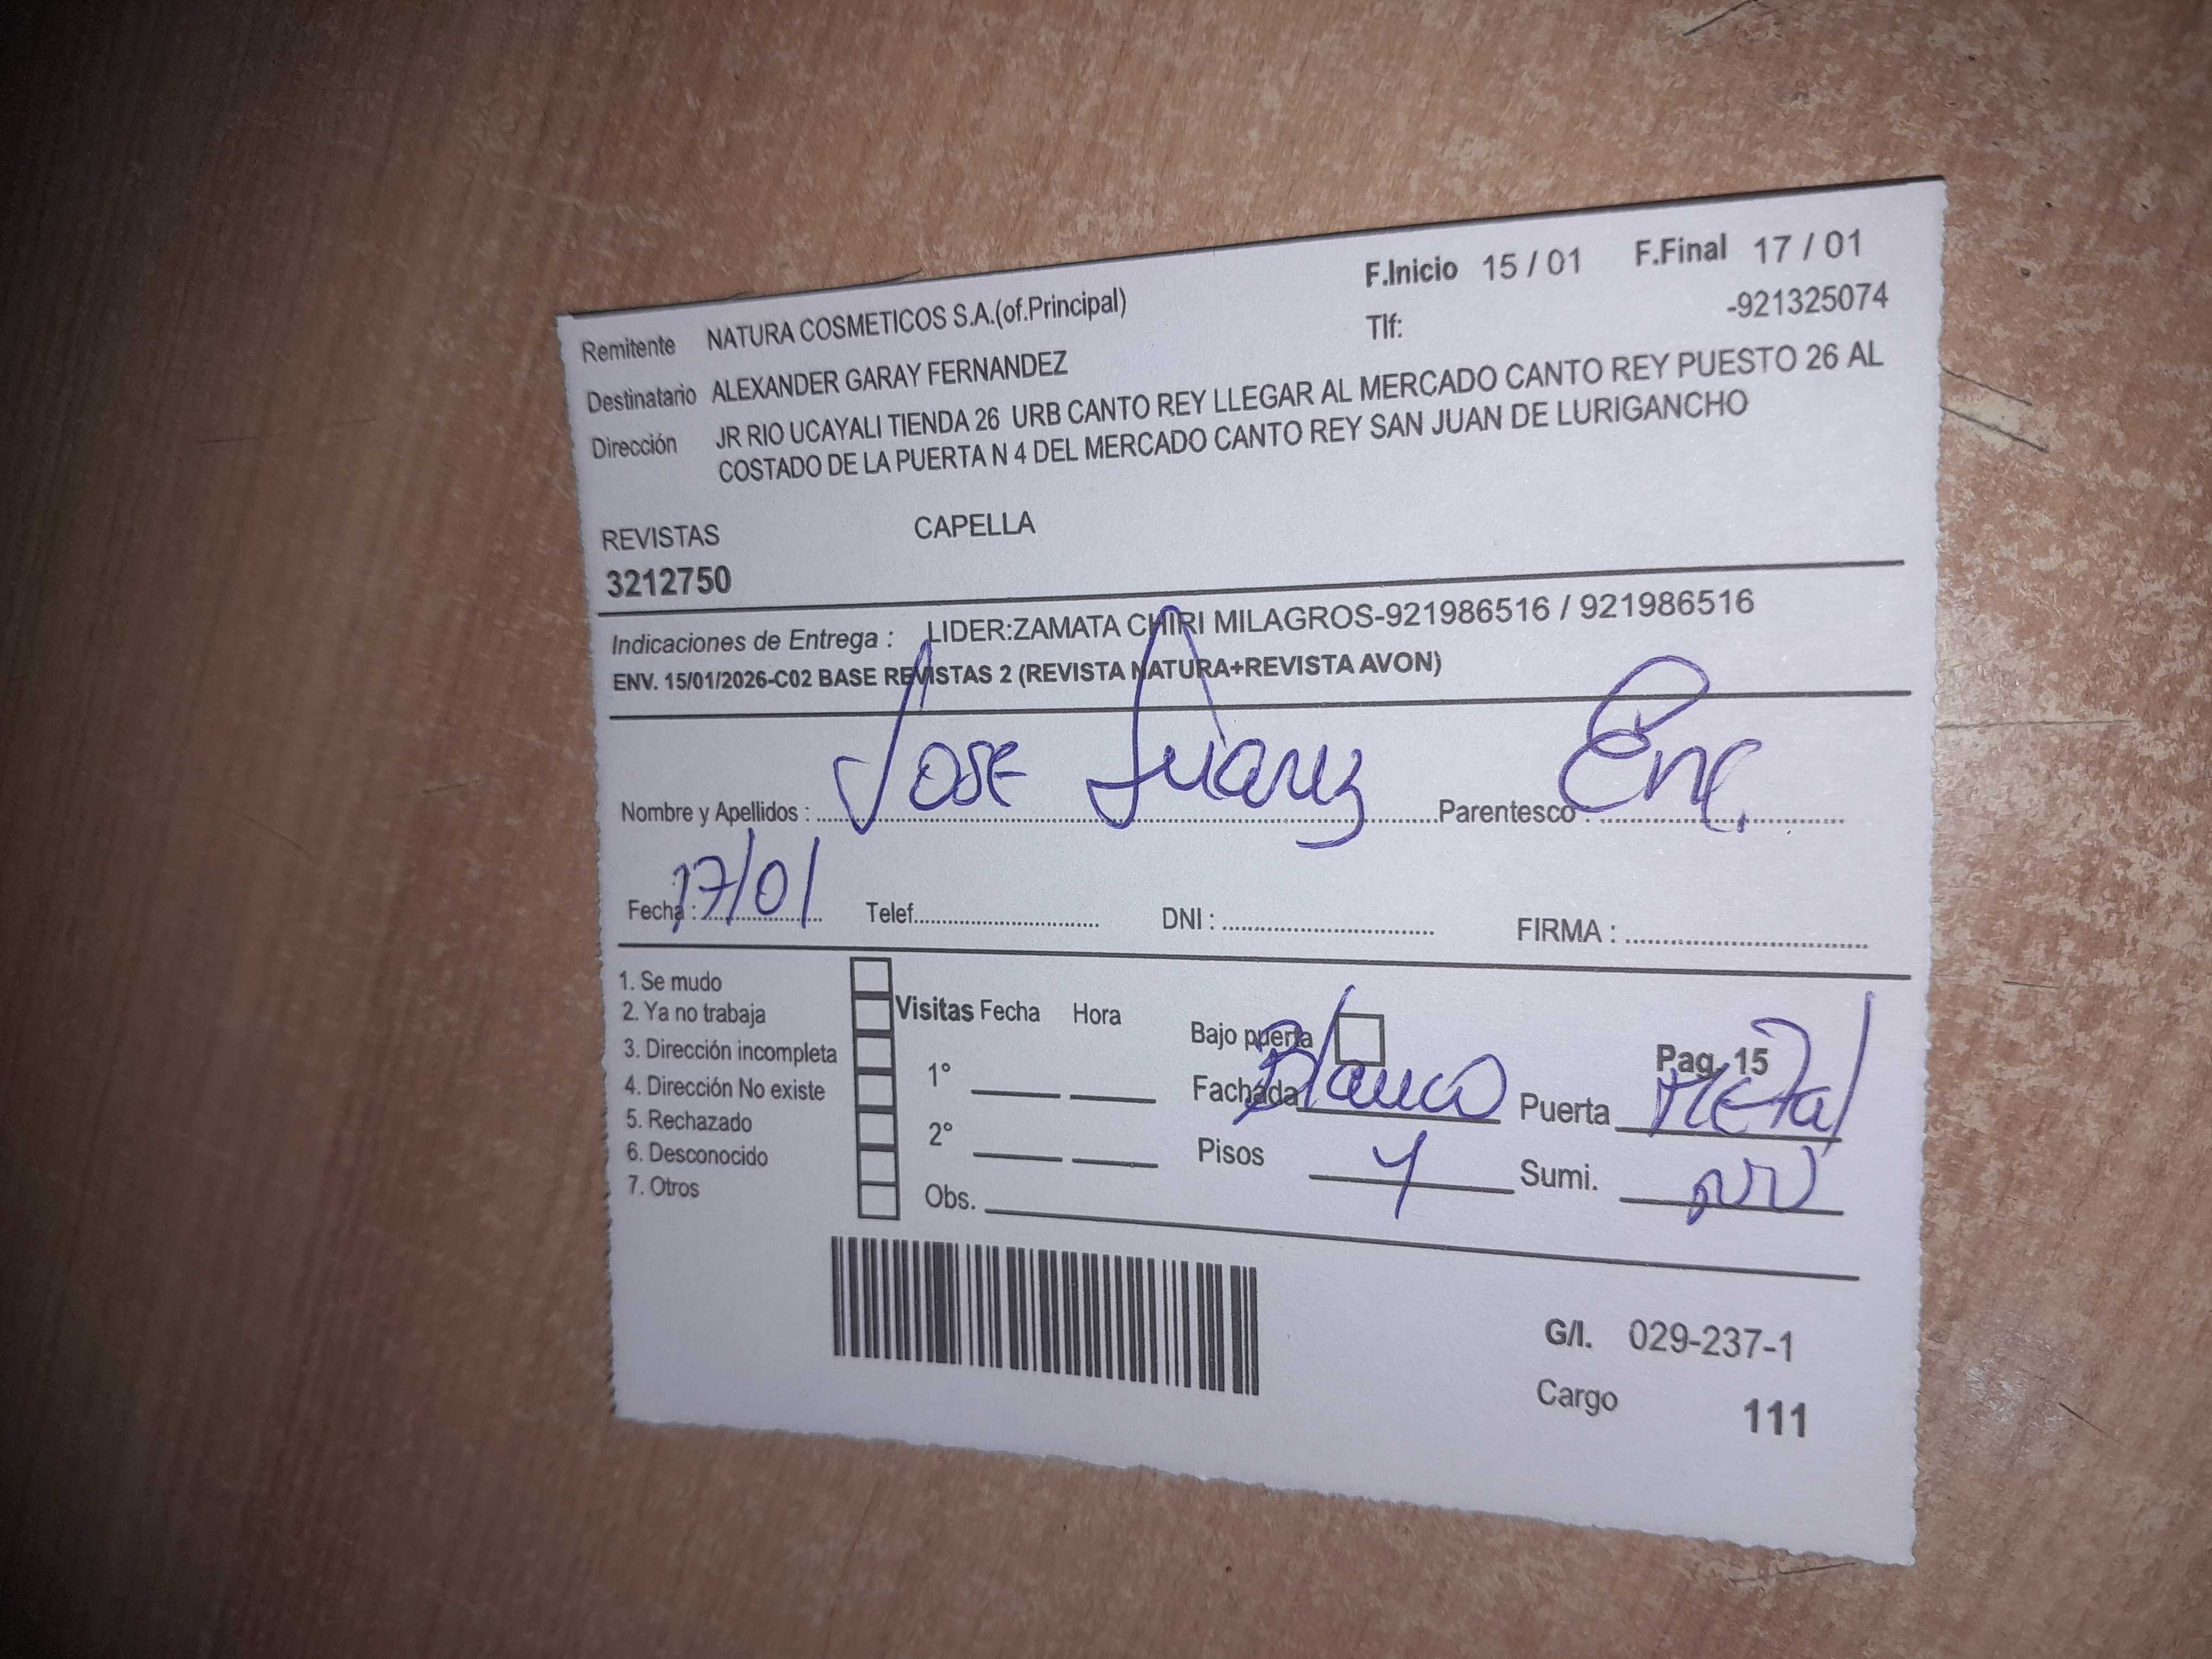 F.Inicio 15 / 01 F.Final 17 / 01
Remitente NATURA COSMETICOS S.A.(of.Principal) Tlf: -921325074
Destinatario ALEXANDER GARAY FERNANDEZ
Dirección JR RIO UCAYALI TIENDA 26 URB CANTO REY LLEGAR AL MERCADO CANTO REY PUESTO 26 AL
COSTADO DE LA PUERTA N 4 DEL MERCADO CANTO REY SAN JUAN DE LURIGANCHO
REVISTAS CAPELLA
3212750
Indicaciones de Entrega : LIDER:ZAMATA CHIRI MILAGROS-921986516 / 921986516
ENV. 15/01/2026-C02 BASE REVISTAS 2 (REVISTA NATURA+REVISTA AVON)
Nombre y Apellidos : Jose Suarez Parentesco : Enc.
Fecha : 17/01 Telef. DNI : FIRMA :
1. Se mudo
2. Ya no trabaja
3. Dirección incompleta
4. Dirección No existe
5. Rechazado
6. Desconocido
7. Otros
Visitas Fecha Hora
1°
2°
Obs.
Bajo puerta Pag. 15
Fachada Blanco Puerta Metal
Pisos Sumi.
G/I. 029-237-1
Cargo 111